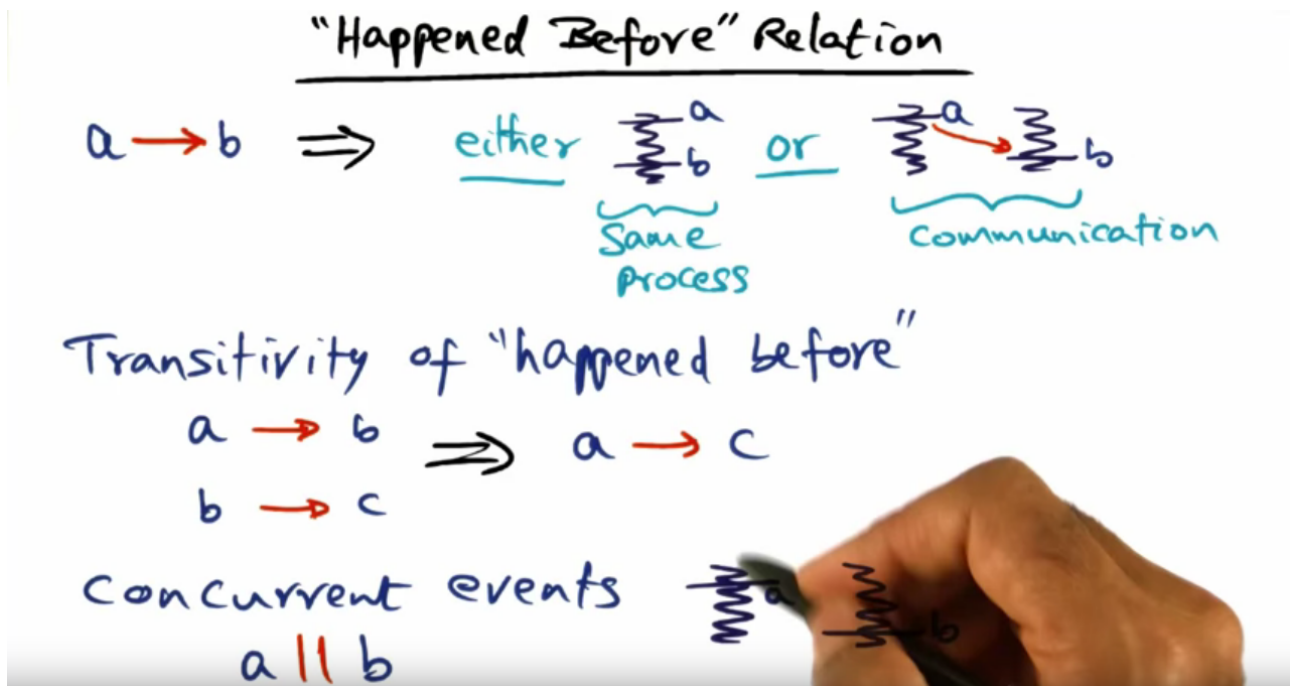 "Happened Before" Relation
a → b ⇒ either a b or a b
Same process
communication
Transitivity of "happened before"
a → b ⇒ a → c
b → c
Concurrent events a b
a || b